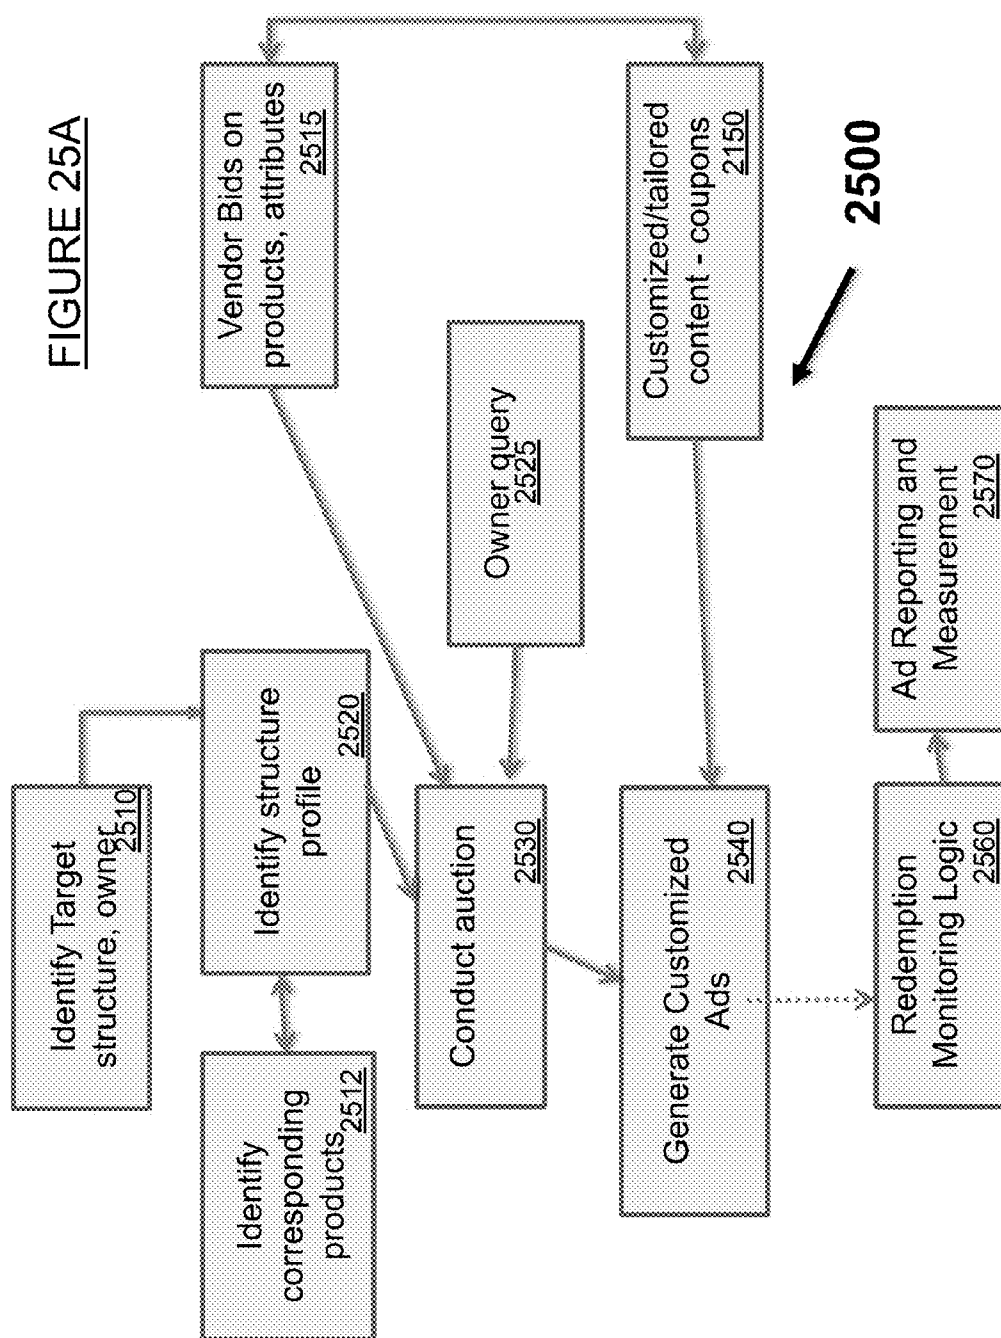 FIGURE 25A
Identify Target
structure, owner
2510
Identify
corresponding
products
2512
Identify structure
profile
2520
Vendor Bids on
products, attributes
2515
Conduct auction
2530
Owner query
2525
Generate Customized
Ads
2540
Customized/tailored
content - coupons
2150
Redemption
Monitoring Logic
2560
Ad Reporting and
Measurement
2570
2500